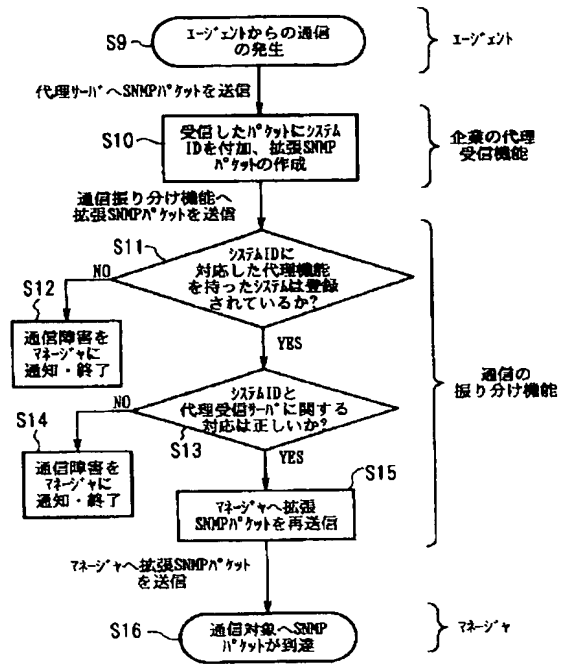 S9
エージェントからの通信
の発生
エージェント
代理サーバへSNMPパケットを送信
S10
受信したパケットにシステム
IDを付加、拡張SNMP
パケットの作成
企業の代理
受信機能
通信振り分け機能へ
拡張SNMPパケットを送信
S11
システムIDに
対応した代理機能
を持ったシステムは登録
されているか?
NO
S12
通信障害を
マネージャに
通知・終了
YES
通信の
振り分け機能
システムIDと
代理受信サーバに関する
対応は正しいか?
NO
S14
S13
通信障害を
マネージャに
通知・終了
YES
S15
マネージャへ拡張
SNMPパケットを再送信
マネージャへ拡張SNMPパケット
を送信
S16
通信対象へSNMP
パケットが到達
マネージャ